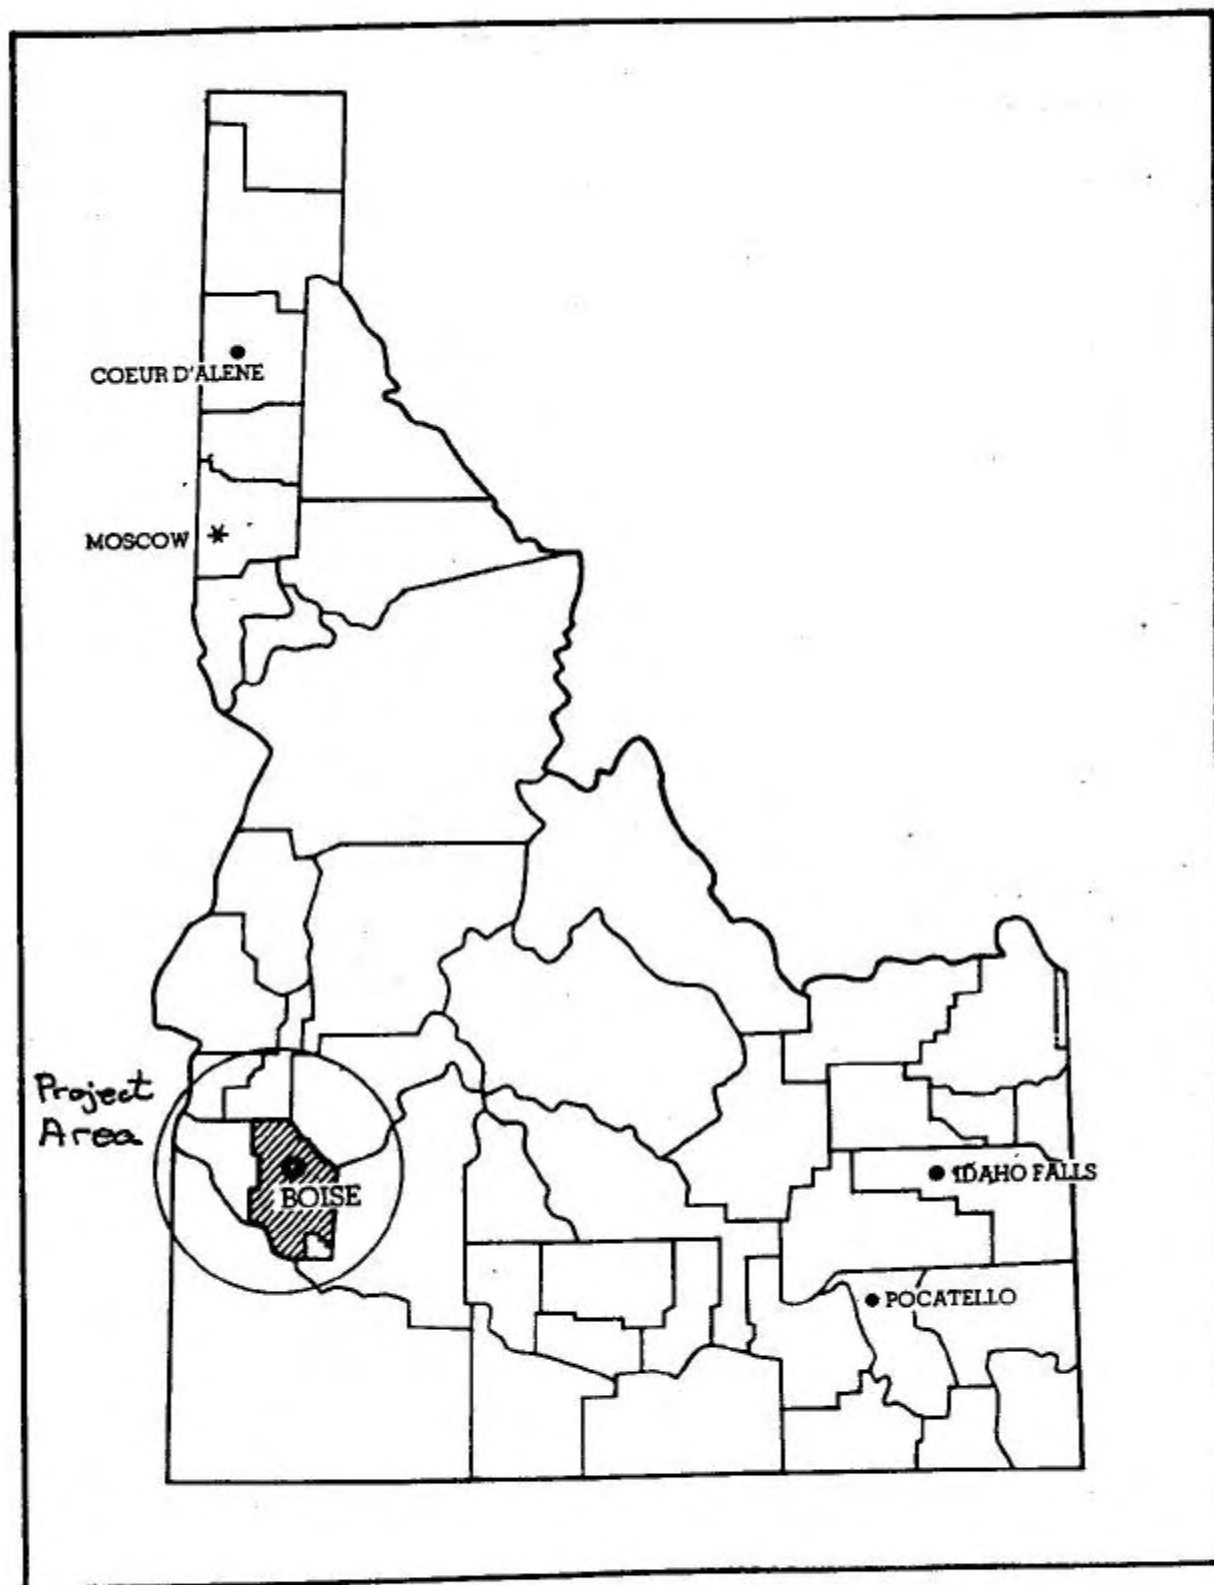 COEUR D'ALENE
MOSCOW
Project
Area
BOISE
IDAHO FALLS
POCATELLO